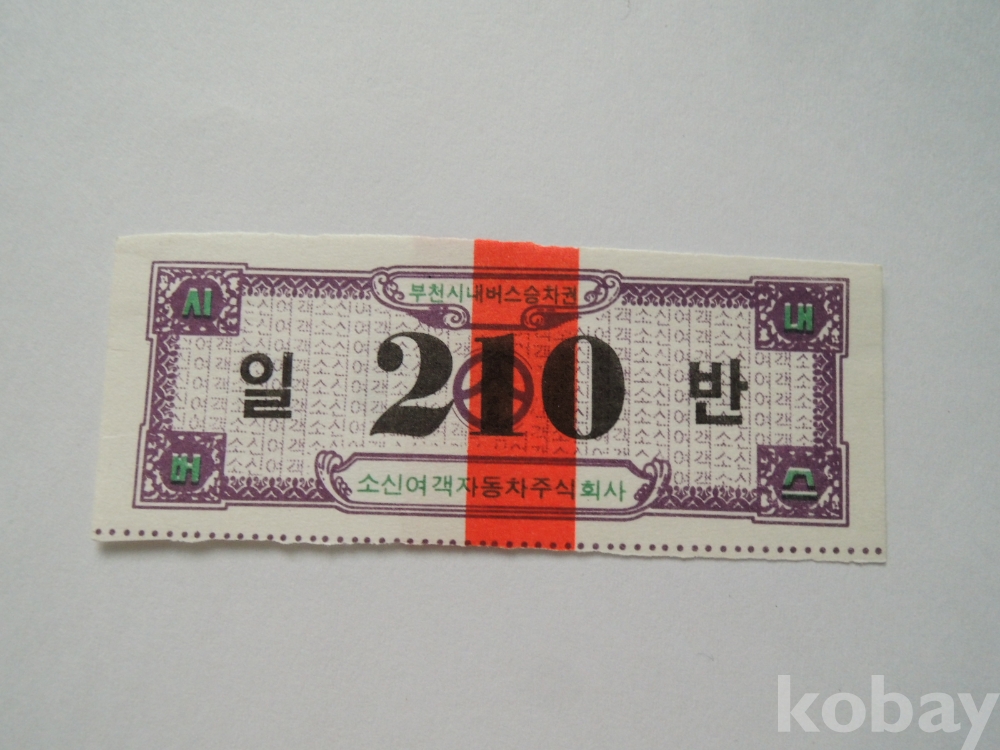 부천시내버스승차권
시 내
일 210 반
버 스
소신여객자동차주식회사
kobay